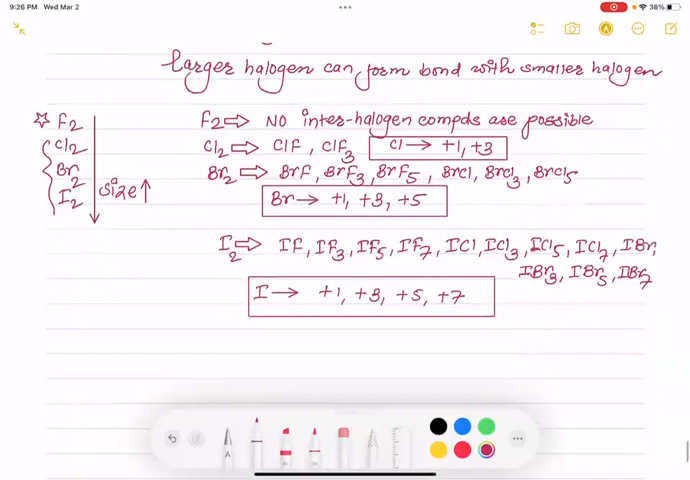 9:26 PM Wed Mar 2
38%
larger halogen can form bond with smaller halogen
☆ F2
Cl2
Br2
I2
size ↑
F2 ⇒ NO inter-halogen compds are possible
Cl2 ⇒ ClF, ClF3 Cl → +1, +3
Br2 ⇒ BrF, BrF3, BrF5, BrCl, BrCl3, BrCl5
Br → +1, +3, +5
I2 ⇒ IF, IF3, IF5, IF7, ICl, ICl3, ICl5, ICl7, IBr,
IBr3, IBr5, IBr7
I → +1, +3, +5, +7
A